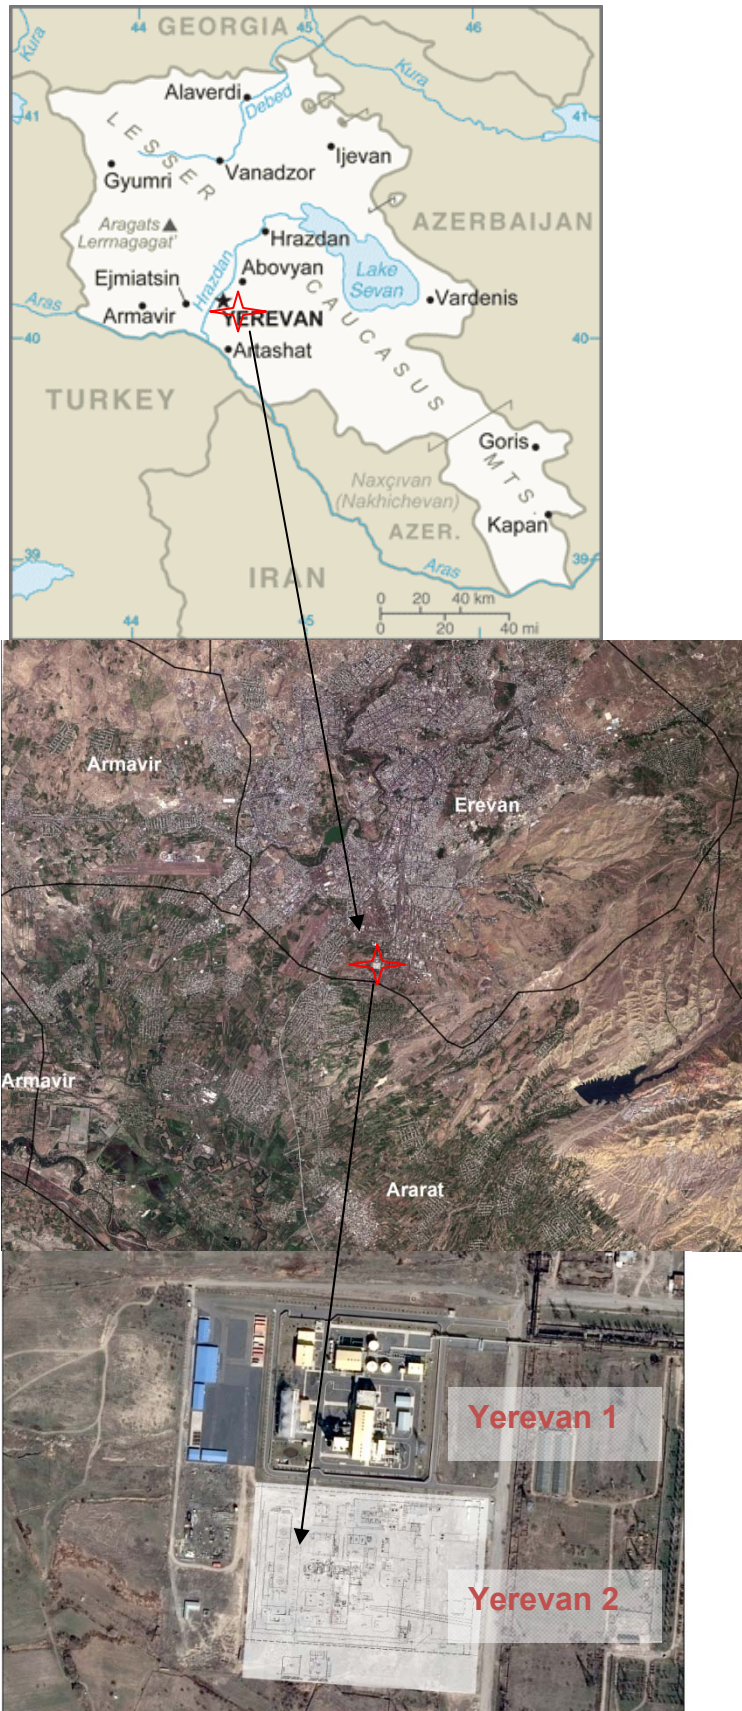 44
GEORGIA
45
46
Kura
Kura
Alaverdi
Debed
41
41
LESSER
Ijevan
Vanadzor
Gyumri
Aragats
Lerrnagagat'
AZERBAIJAN
Hrazdan
Hrazdan
Abovyan
Lake
Sevan
Ejmiatsin
Vardenis
Aras
Armavir
YEREVAN
CAUCASUS
40
40
Artashat
TURKEY
Goris
MTS.
Naxçıvan
(Nakhichevan)
Kapan
AZER.
39
39
Aras
IRAN
0 20 40 km
0 20 40 mi
44
45
Armavir
Erevan
Armavir
Ararat
Yerevan 1
Yerevan 2